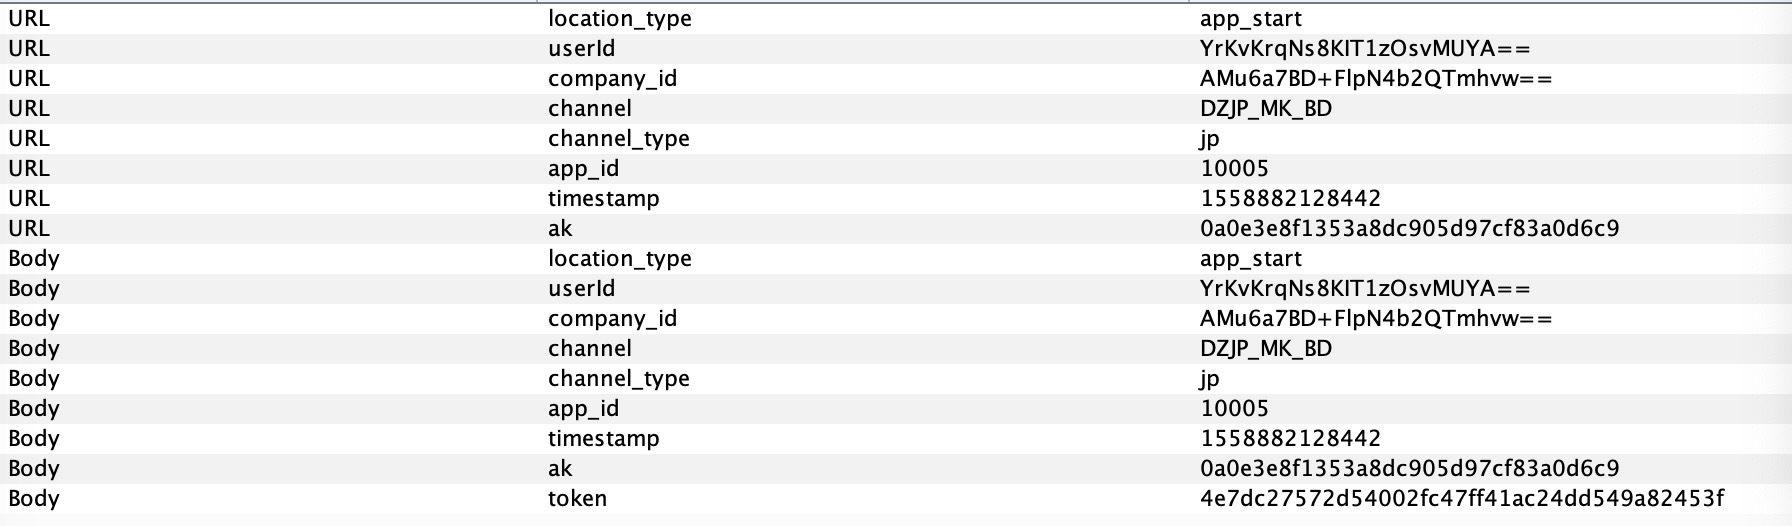 URL location_type app_start
URL userId YrKvKrqNs8KIT1zOsvMUYA==
URL company_id AMu6a7BD+FlpN4b2QTmhvw==
URL channel DZJP_MK_BD
URL channel_type jp
URL app_id 10005
URL timestamp 1558882128442
URL ak 0a0e3e8f1353a8dc905d97cf83a0d6c9
Body location_type app_start
Body userId YrKvKrqNs8KIT1zOsvMUYA==
Body company_id AMu6a7BD+FlpN4b2QTmhvw==
Body channel DZJP_MK_BD
Body channel_type jp
Body app_id 10005
Body timestamp 1558882128442
Body ak 0a0e3e8f1353a8dc905d97cf83a0d6c9
Body token 4e7dc27572d54002fc47ff41ac24dd549a82453f